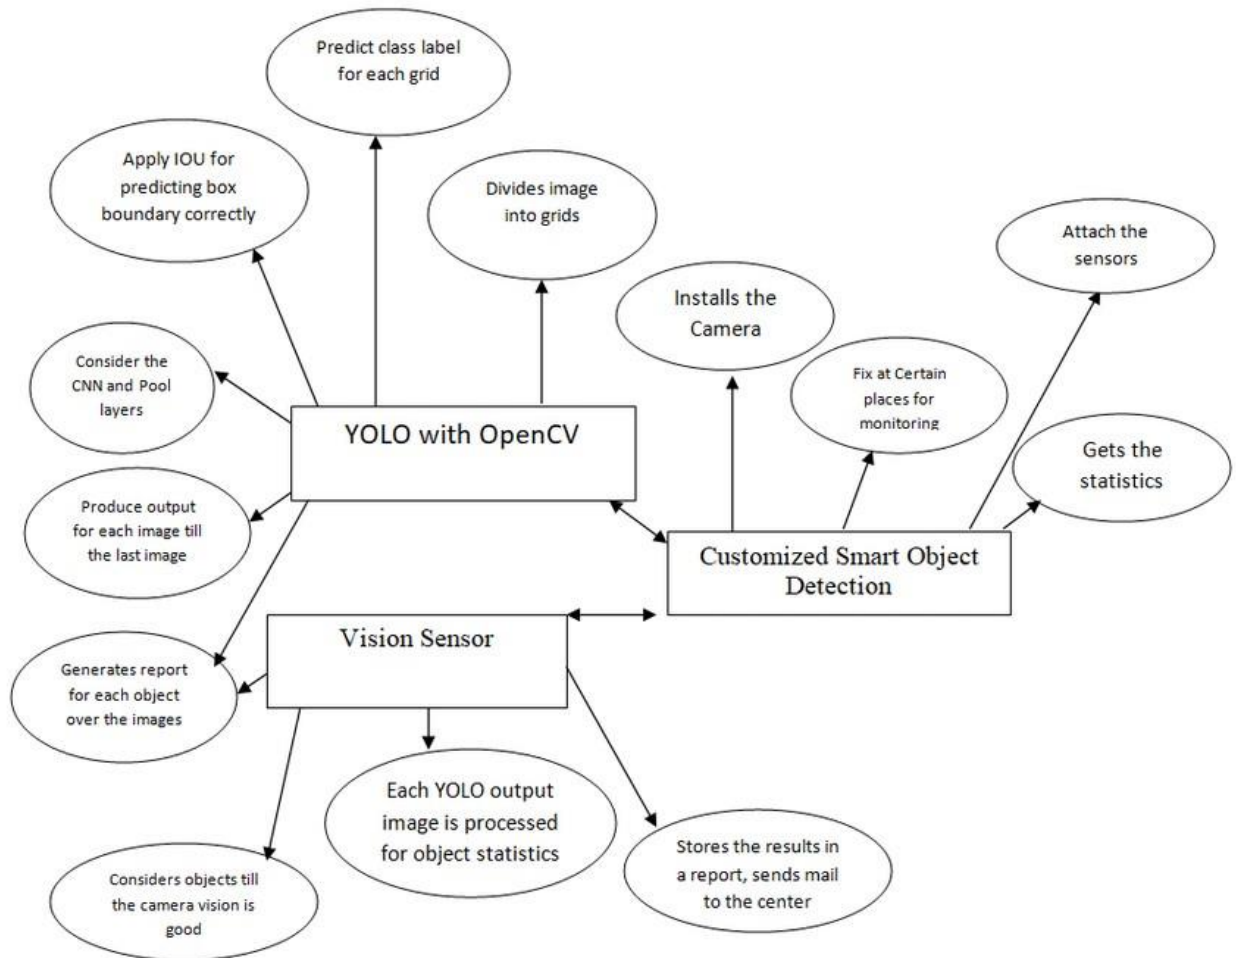 Predict class label
for each grid
Apply IOU for
predicting box
boundary correctly
Divides image
into grids
Attach the
sensors
Installs the
Camera
Consider the
CNN and Pool
layers
Fix at Certain
places for
monitoring
YOLO with OpenCV
Gets the
statistics
Produce output
for each image till
the last image
Customized Smart Object
Detection
Vision Sensor
Generates report
for each object
over the images
Each YOLO output
image is processed
for object statistics
Stores the results in
a report, sends mail
to the center
Considers objects till
the camera vision is
good